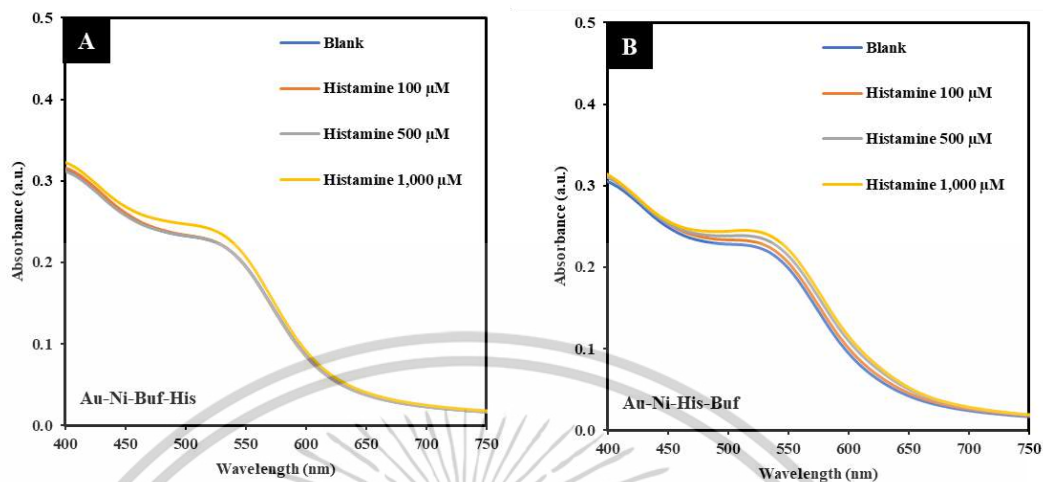 A
Blank
Histamine 100 µM
Histamine 500 µM
Histamine 1,000 µM
Au-Ni-Buf-His
Absorbance (a.u.)
0.5
0.4
0.3
0.2
0.1
0.0
400 450 500 550 600 650 700 750
Wavelength (nm)
B
Blank
Histamine 100 µM
Histamine 500 µM
Histamine 1,000 µM
Au-Ni-His-Buf
Absorbance (a.u.)
0.5
0.4
0.3
0.2
0.1
0.0
400 450 500 550 600 650 700 750
Wavelength (nm)